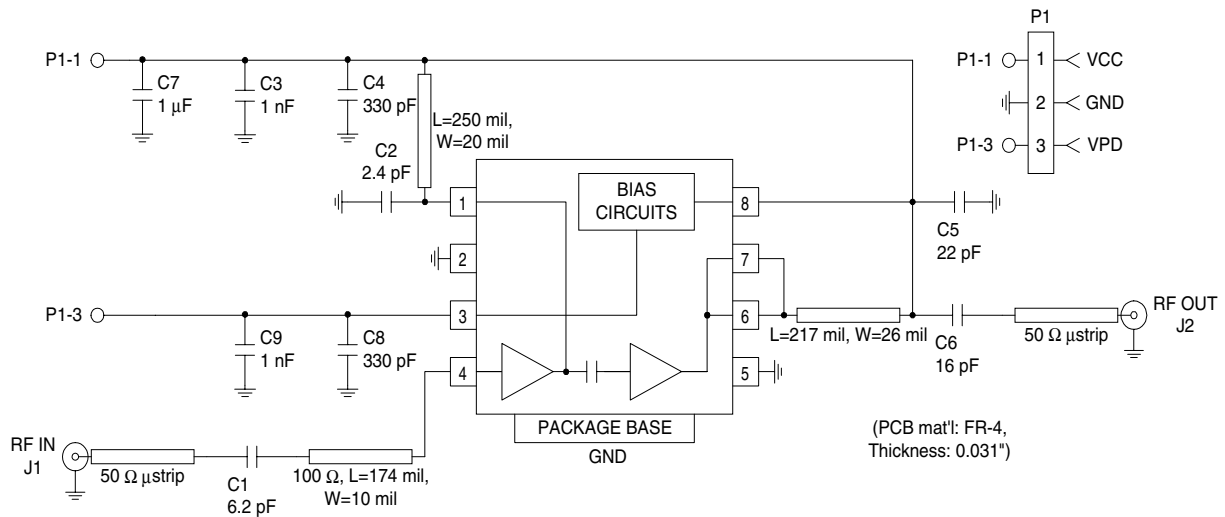 P1
P1-1
C7
1 μF
C3
1 nF
C4
330 pF
L=250 mil,
W=20 mil
P1-1
1
VCC
2
GND
P1-3
3
VPD
C2
2.4 pF
1
BIAS
CIRCUITS
8
C5
22 pF
2
7
P1-3
3
6
L=217 mil, W=26 mil
C6
16 pF
50 Ω μstrip
RF OUT
J2
C9
1 nF
C8
330 pF
4
5
PACKAGE BASE
GND
(PCB mat'l: FR-4,
Thickness: 0.031")
RF IN
J1
50 Ω μstrip
C1
6.2 pF
100 Ω, L=174 mil,
W=10 mil